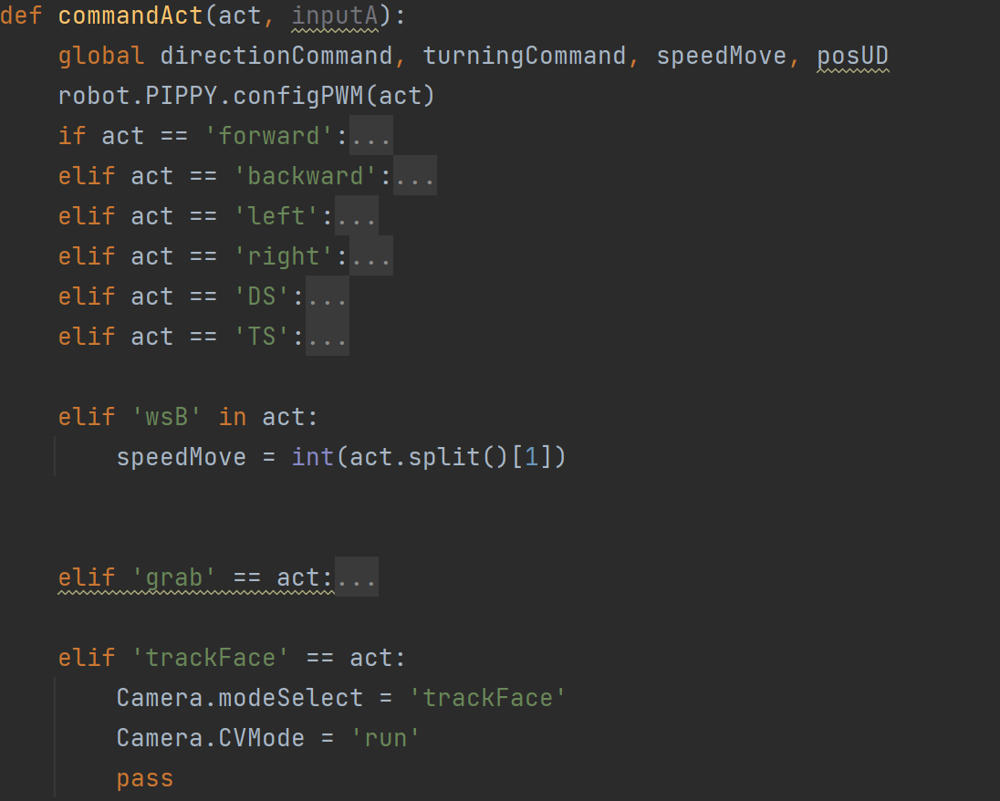 def commandAct(act, inputA):
    global directionCommand, turningCommand, speedMove, posUD
    robot.PIPPY.configPWM(act)
    if act == 'forward':...
    elif act == 'backward':...
    elif act == 'left':...
    elif act == 'right':...
    elif act == 'DS':...
    elif act == 'TS':...
    elif 'wsB' in act:
        speedMove = int(act.split()[1])
    elif 'grab' == act:...
    elif 'trackFace' == act:
        Camera.modeSelect = 'trackFace'
        Camera.CVMode = 'run'
        pass